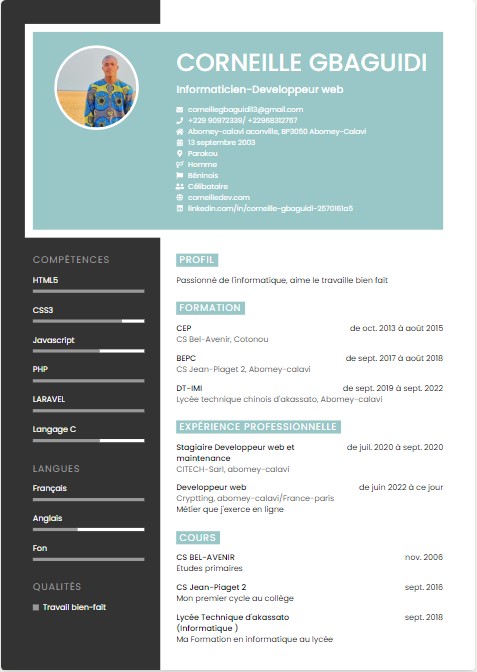 CORNEILLE GBAGUIDI
Informaticien-Developpeur web
corneillegbaguidi13@gmail.com
+229 90972339/ +22968312767
Abomey-calavi aconville, BP3050 Abomey-Calavi
13 septembre 2003
Parakou
Homme
Béninois
Célibataire
corneilledev.com
linkedin.com/in/corneille-gbaguidi-2670161a5
COMPÉTENCES
HTML5
CSS3
Javascript
PHP
LARAVEL
Langage C
LANGUES
Français
Anglais
Fon
QUALITÉS
Travail bien-fait
PROFIL
Passionné de l'informatique, aime le travaille bien fait
FORMATION
CEP de oct. 2013 à août 2015
CS Bel-Avenir, Cotonou
BEPC de sept. 2017 à août 2018
CS Jean-Piaget 2, Abomey-calavi
DT-IMI de sept. 2019 à sept. 2022
Lycée technique chinois d'akassato, Abomey-calavi
EXPÉRIENCE PROFESSIONNELLE
Stagiaire Developpeur web et de juil. 2020 à sept. 2020
maintenance
CITECH-Sarl, abomey-calavi
Developpeur web de juin 2022 à ce jour
Cryptting, abomey-calavi/France-paris
Métier que j'exerce en ligne
COURS
CS BEL-AVENIR nov. 2006
Etudes primaires
CS Jean-Piaget 2 sept. 2016
Mon premier cycle au collège
Lycée Technique d'akassato sept. 2018
(Informatique )
Ma Formation en informatique au lycée